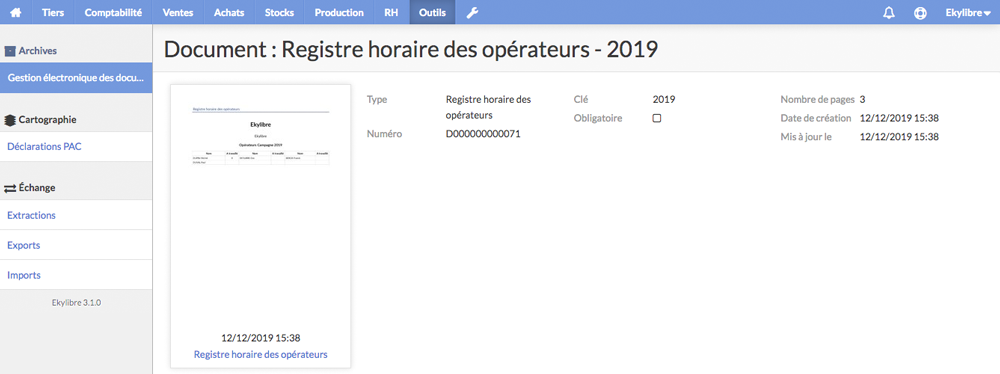 Tiers Comptabilité Ventes Achats Stocks Production RH Outils Ekylibre
Archives
Gestion électronique des docu...
Cartographie
Déclarations PAC
Échange
Extractions
Exports
Imports
Ekylibre 3.1.0
Document : Registre horaire des opérateurs - 2019
Registre horaire des opérateurs
Ekylibre
Ekylibre
Opérateurs Campagne 2019
12/12/2019 15:38
Registre horaire des opérateurs
Type Registre horaire des
opérateurs
Numéro D000000000071
Clé 2019
Obligatoire
Nombre de pages 3
Date de création 12/12/2019 15:38
Mis à jour le 12/12/2019 15:38